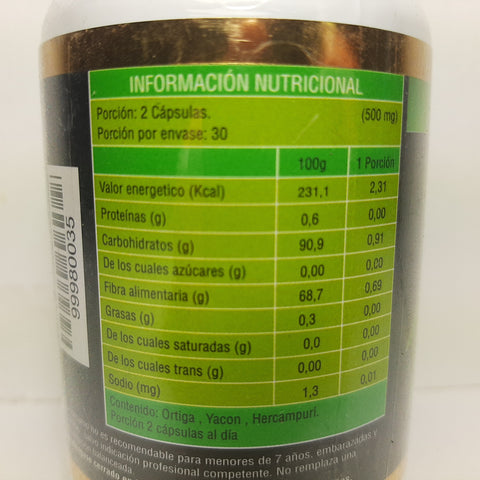 INFORMACIÓN NUTRICIONAL
Porción: 2 Cápsulas. (500 mg)
Porción por envase: 30
100g 1 Porción
Valor energetico (Kcal) 231,1 2,31
Proteínas (g) 0,6 0,00
Carbohidratos (g) 90,9 0,91
De los cuales azúcares (g) 0,00 0,00
Fibra alimentaria (g) 68,7 0,69
Grasas (g) 0,3 0,00
De los cuales saturadas (g) 0,0 0,00
De los cuales trans (g) 0,00 0,00
Sodio (mg) 1,3 0,01
Contenido: Ortiga , Yacon , Hercampuri.
Porción 2 cápsulas al día
99980035
no es recomendable para menores de 7 años, embarazadas y
salvo indicación profesional competente. No remplaza una
balanceada.
cerrado en